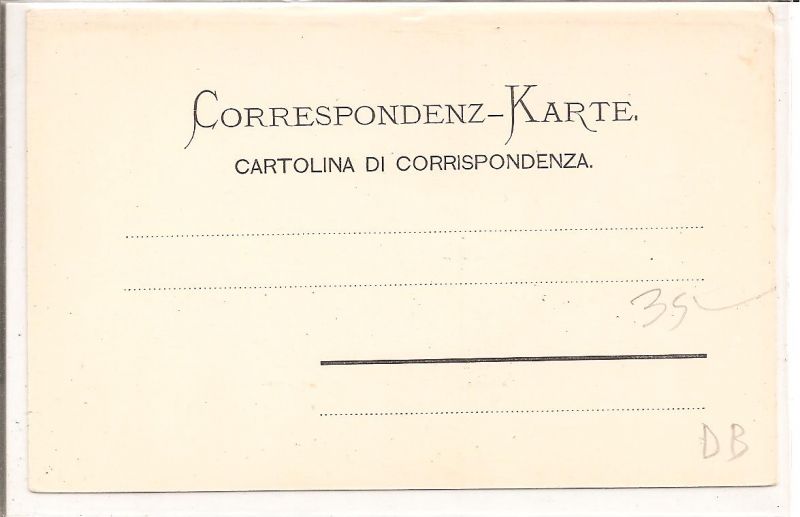 CORRESPONDENZ-KARTE.
CARTOLINA DI CORRISPONDENZA.
35
DB